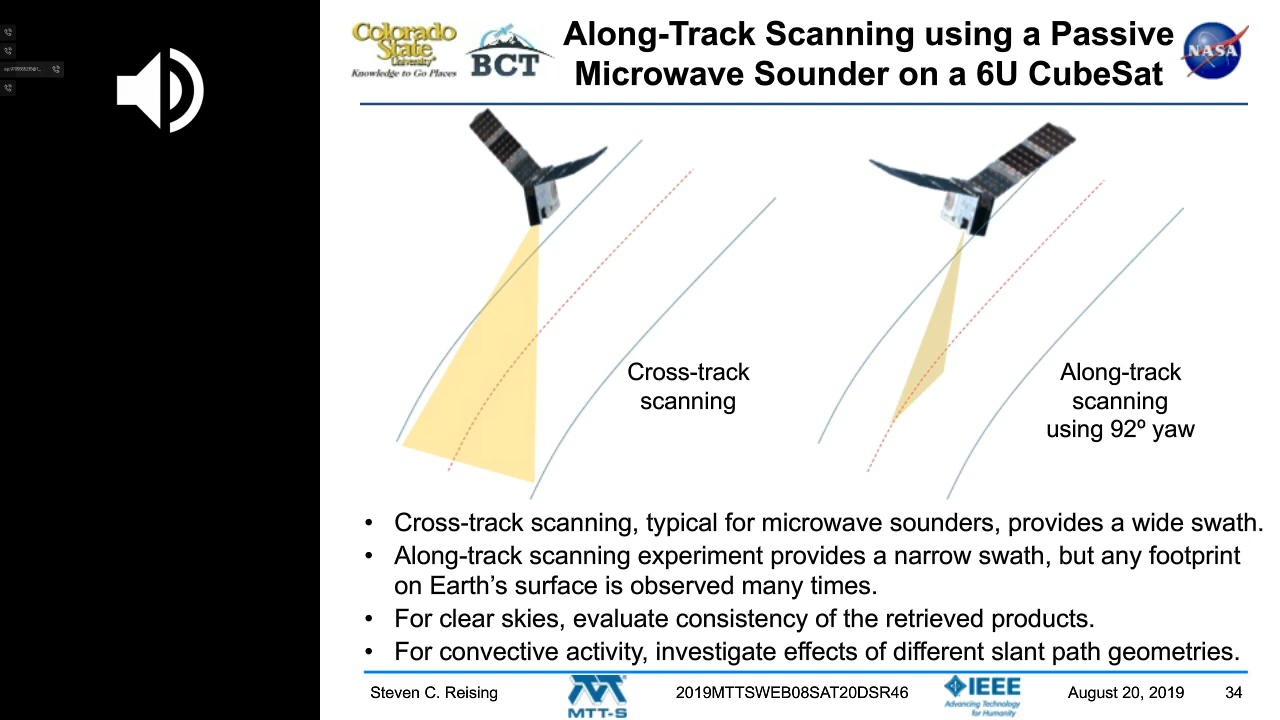 Colorado
State
University
Knowledge to Go Places
BCT
Along-Track Scanning using a Passive
Microwave Sounder on a 6U CubeSat
NASA
Cross-track
scanning
Along-track
scanning
using 92º yaw
• Cross-track scanning, typical for microwave sounders, provides a wide swath.
• Along-track scanning experiment provides a narrow swath, but any footprint
on Earth’s surface is observed many times.
• For clear skies, evaluate consistency of the retrieved products.
• For convective activity, investigate effects of different slant path geometries.
Steven C. Reising
MTT-S
2019MTTSWEB08SAT20DSR46
IEEE
Advancing Technology
for Humanity
August 20, 2019
34